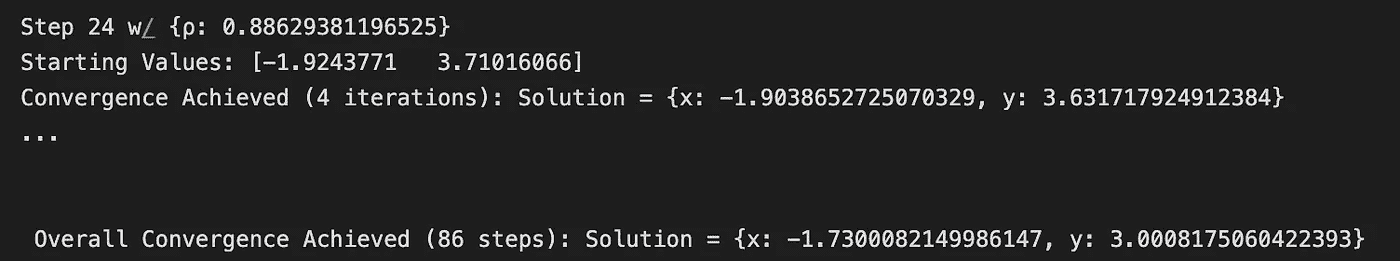 Step 24 w/ {ρ: 0.88629381196525}
Starting Values: [-1.9243771   3.71016066]
Convergence Achieved (4 iterations): Solution = {x: -1.9038652725070329, y: 3.631717924912384}
...
Overall Convergence Achieved (86 steps): Solution = {x: -1.7300082149986147, y: 3.0008175060422393}